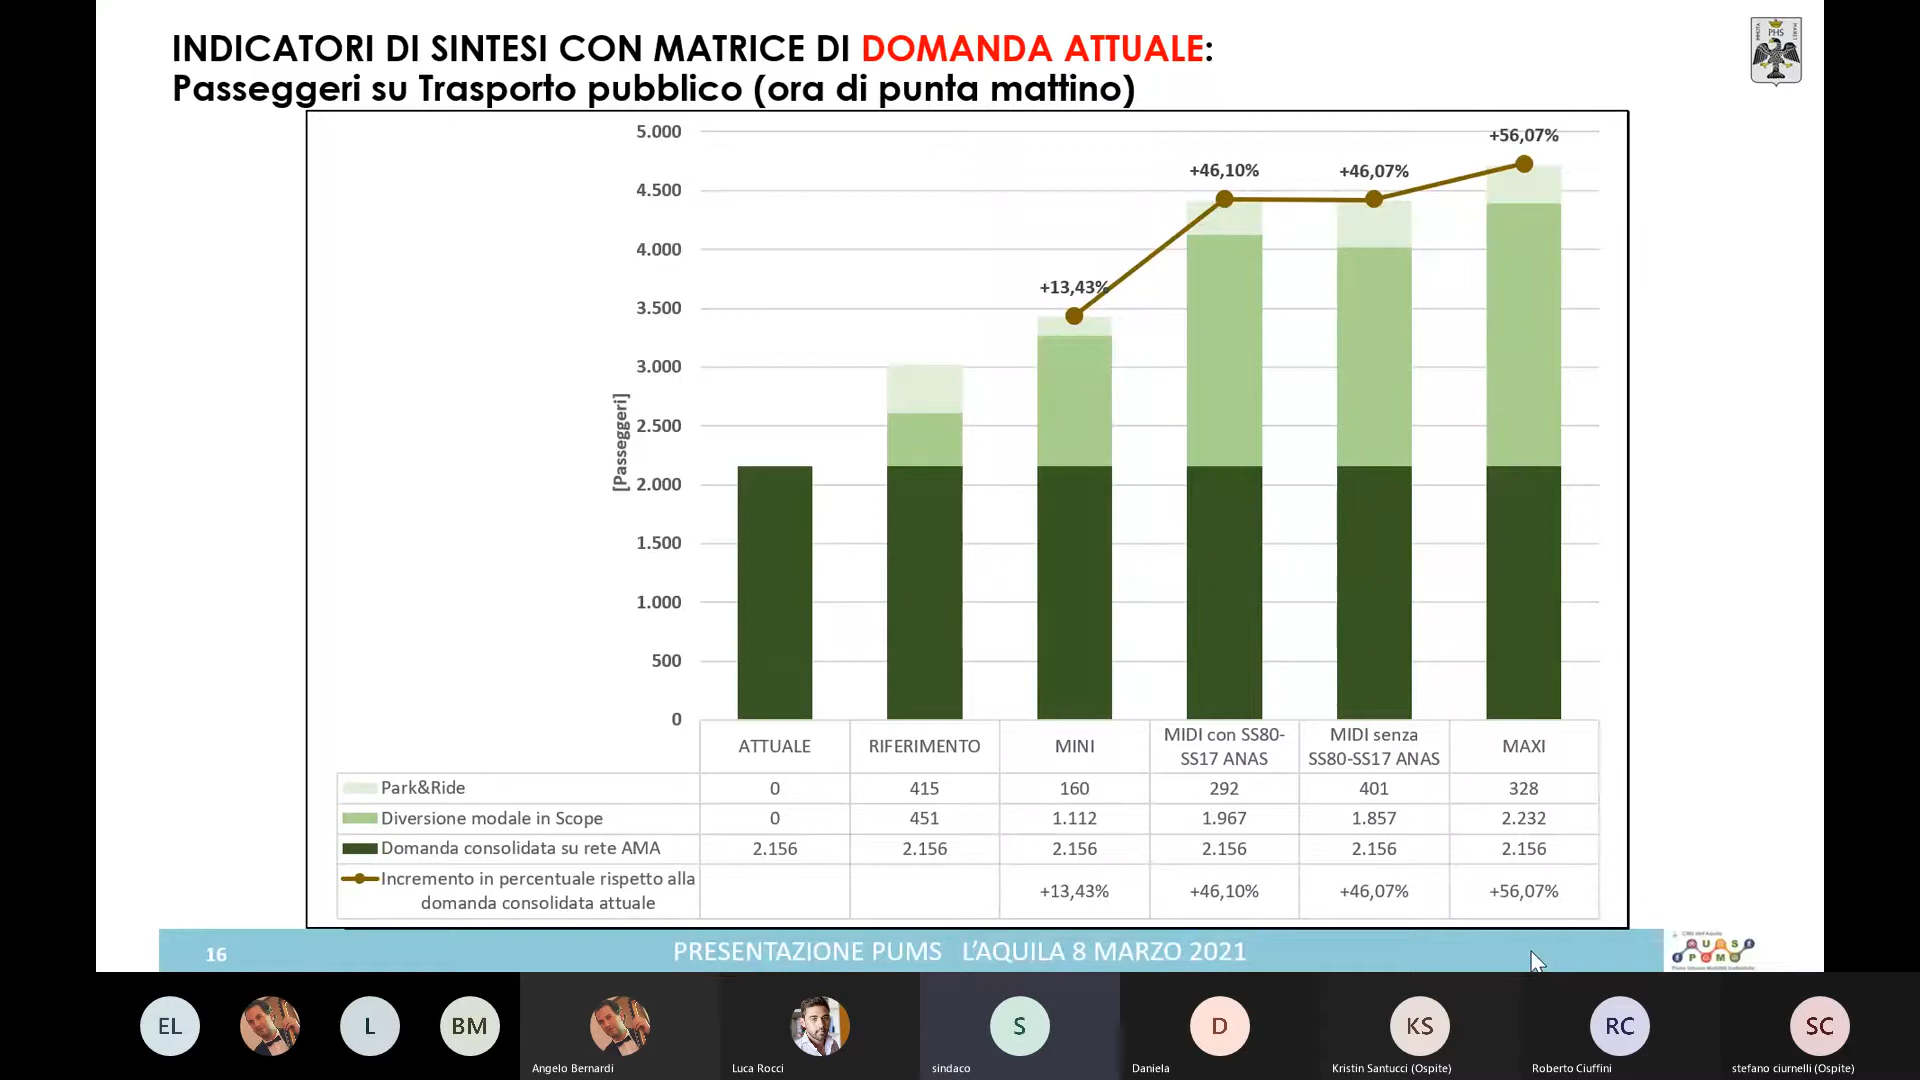 INDICATORI DI SINTESI CON MATRICE DI DOMANDA ATTUALE:
Passeggeri su Trasporto pubblico (ora di punta mattino)
PHS
5.000
4.500
4.000
3.500
3.000
2.500
2.000
1.500
1.000
500
0
[Passeggeri]
+13,43%
+46,10%
+46,07%
+56,07%
ATTUALE RIFERIMENTO MINI MIDI con SS80-SS17 ANAS MIDI senza SS80-SS17 ANAS MAXI
Park&Ride 0 415 160 292 401 328
Diversione modale in Scope 0 451 1.112 1.967 1.857 2.232
Domanda consolidata su rete AMA 2.156 2.156 2.156 2.156 2.156 2.156
Incremento in percentuale rispetto alla
domanda consolidata attuale +13,43% +46,10% +46,07% +56,07%
16 PRESENTAZIONE PUMS L'AQUILA 8 MARZO 2021
EL L BM S D KS RC SC
Angelo Bernardi Luca Rocci sindaco Daniela Kristin Santucci (Ospite) Roberto Ciuffini stefano ciurnelli (Ospite)